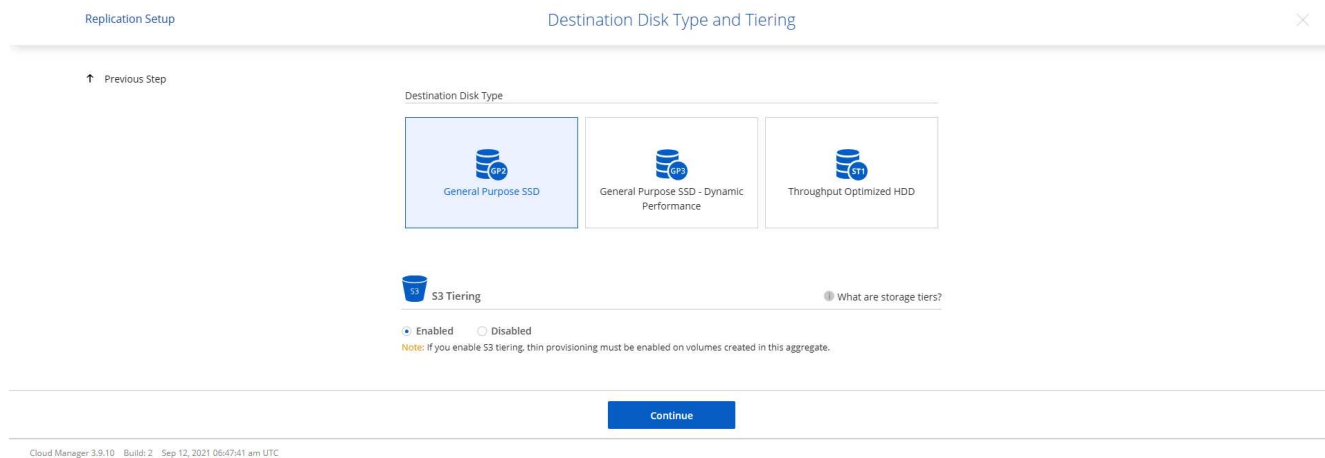 Replication Setup
Destination Disk Type and Tiering
↑ Previous Step
Destination Disk Type
GP2
General Purpose SSD
GP3
General Purpose SSD - Dynamic
Performance
ST1
Throughput Optimized HDD
S3
S3 Tiering
i What are storage tiers?
Enabled
Disabled
Note: If you enable S3 tiering, thin provisioning must be enabled on volumes created in this aggregate.
Continue
Cloud Manager 3.9.10 Build: 2 Sep 12, 2021 06:47:41 am UTC